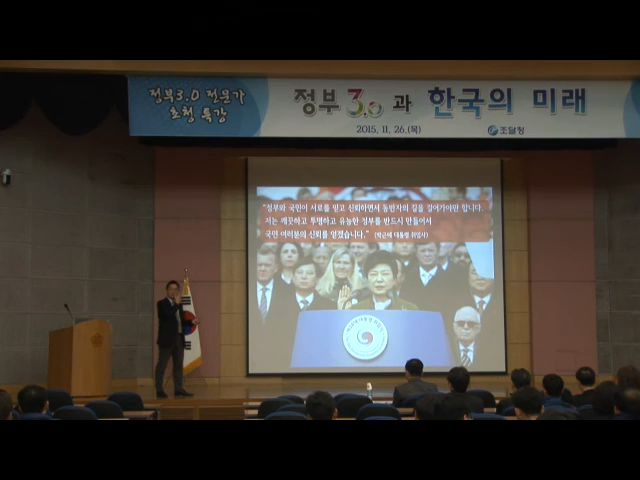 정부3.0 전문가
초청 특강
정부 3.0 과 한국의 미래
2015. 11. 26.(목)
조달청
"정부와 국민이 서로를 믿고 신뢰하면서 동반자의 길을 걸어가야만 합니다.
저는 깨끗하고 투명하고 유능한 정부를 반드시 만들어서
국민 여러분의 신뢰를 얻겠습니다." (박근혜 대통령 취임사)